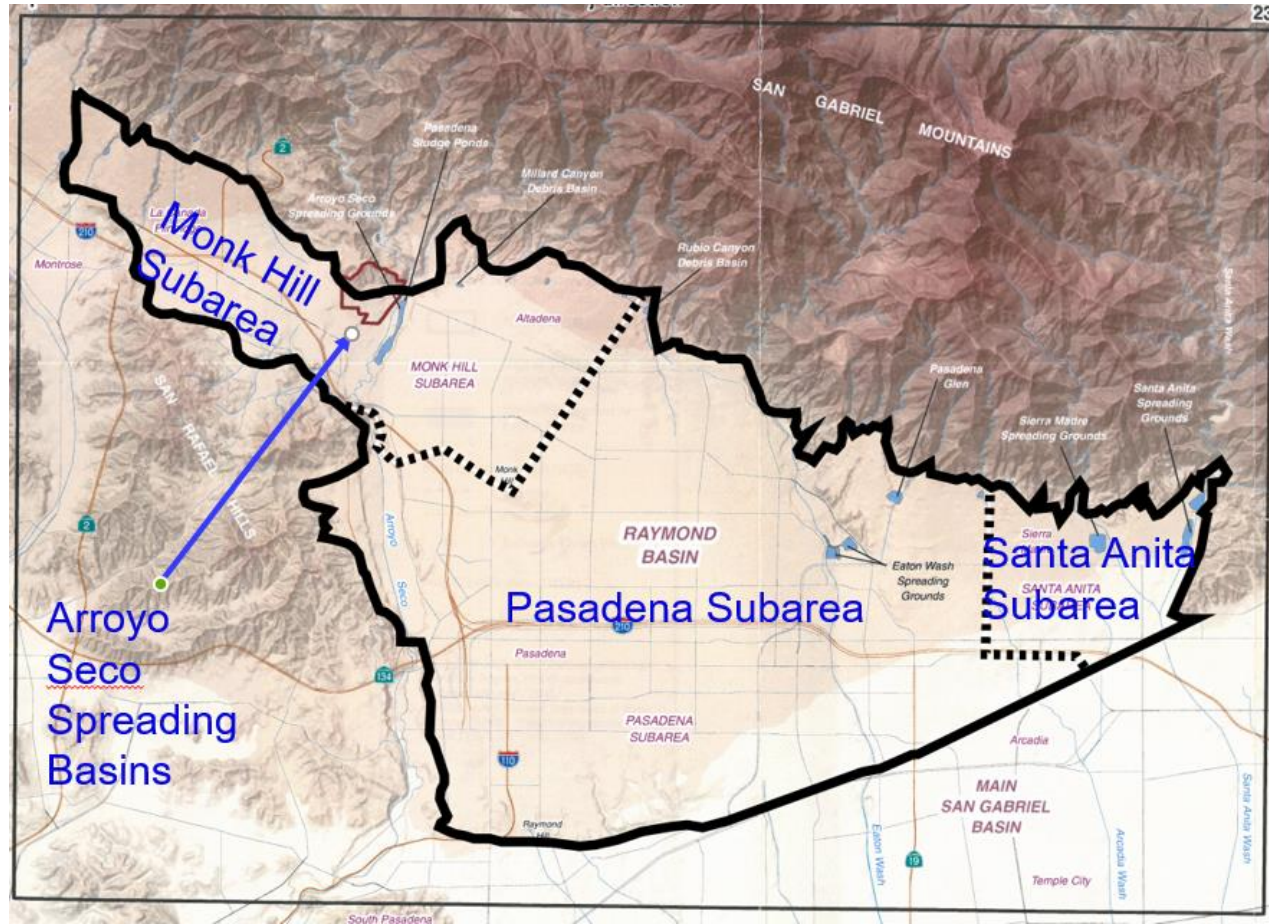 23
SAN GABRIEL MOUNTAINS
2
Pasadena
Sludge Ponds
Millard Canyon
Debris Basin
Arroyo Seco
Spreading Grounds
Rubio Canyon
Debris Basin
Monk Hill
Subarea
210
Montrose
Altadena
MONK HILL
SUBAREA
Santa Anita Wash
Pasadena
Glen
Santa Anita
Spreading
Grounds
Sierra Madre
Spreading Grounds
SAN RAFAEL HILLS
Monk
2
Arroyo Seco
RAYMOND
BASIN
Eaton Wash
Spreading
Grounds
Sierra
Santa Anita
Subarea
SANTA ANITA
Pasadena Subarea
210
Arroyo
Seco
Spreading
Basins
134
Pasadena
PASADENA
SUBAREA
110
Arcadia
MAIN
SAN GABRIEL
BASIN
Raymond
Hill
Eaton Wash
19
Arcadia Wash
Santa Anita Wash
Temple City
South Pasadena